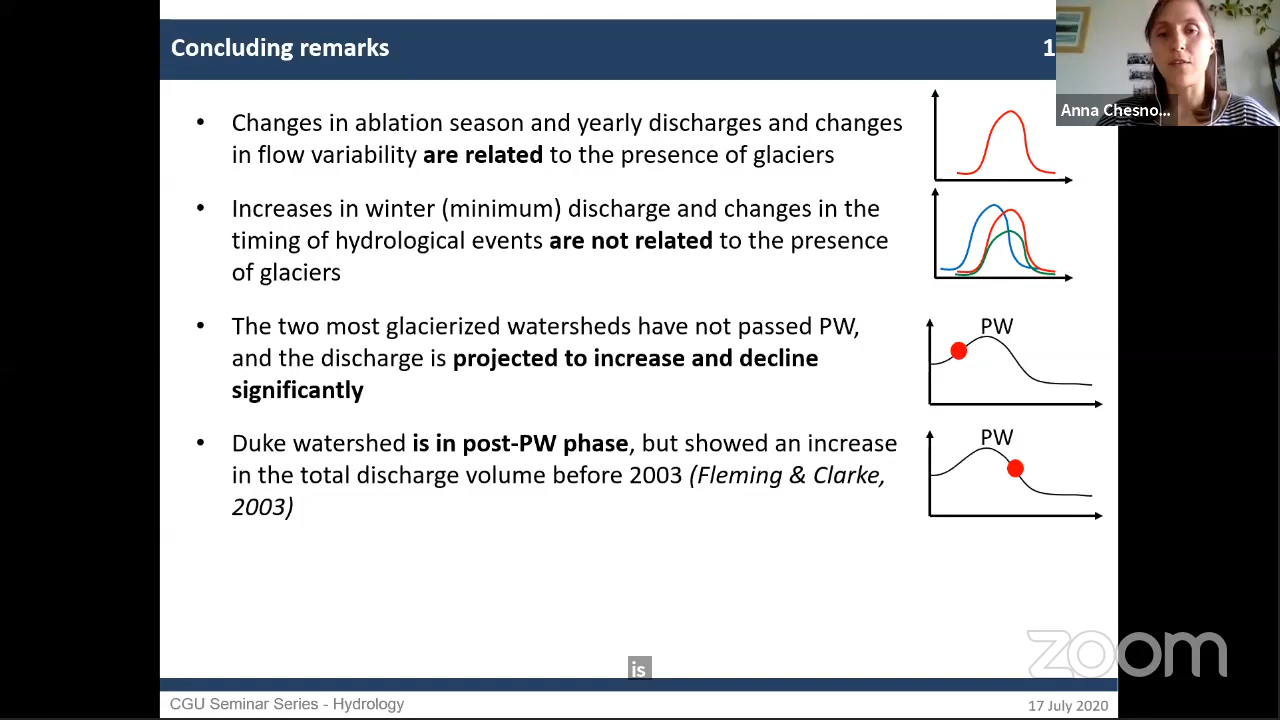 Concluding remarks
1
Anna Chesno...
• Changes in ablation season and yearly discharges and changes
in flow variability are related to the presence of glaciers
• Increases in winter (minimum) discharge and changes in the
timing of hydrological events are not related to the presence
of glaciers
• The two most glacierized watersheds have not passed PW,
and the discharge is projected to increase and decline
significantly
PW
• Duke watershed is in post-PW phase, but showed an increase
in the total discharge volume before 2003 (Fleming & Clarke,
2003)
PW
zoom
is
CGU Seminar Series - Hydrology
17 July 2020